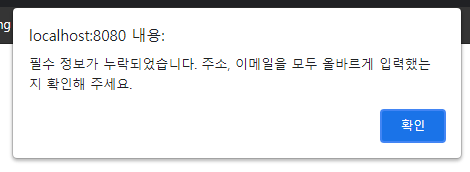 ng
localhost:8080 내용:
필수 정보가 누락되었습니다. 주소, 이메일을 모두 올바르게 입력했는
지 확인해 주세요.
확인